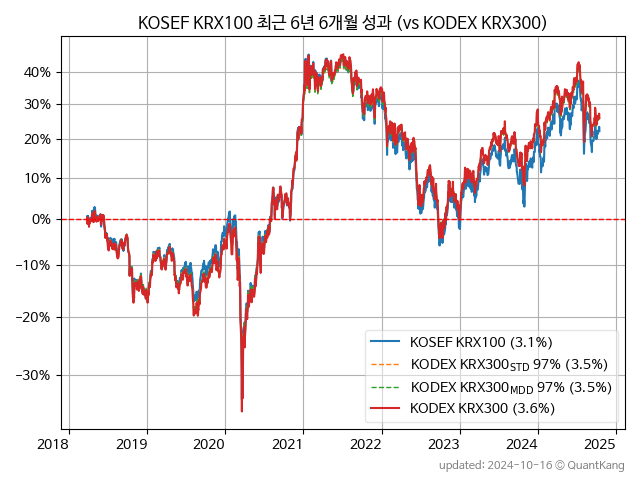 KOSEF KRX100 최근 6년 6개월 성과 (vs KODEX KRX300)
40%
30%
20%
10%
0%
−10%
−20%
−30%
KOSEF KRX100 (3.1%)
KODEX KRX300STD 97% (3.5%)
KODEX KRX300MDD 97% (3.5%)
KODEX KRX300 (3.6%)
2018 2019 2020 2021 2022 2023 2024 2025
updated: 2024-10-16 © QuantKang